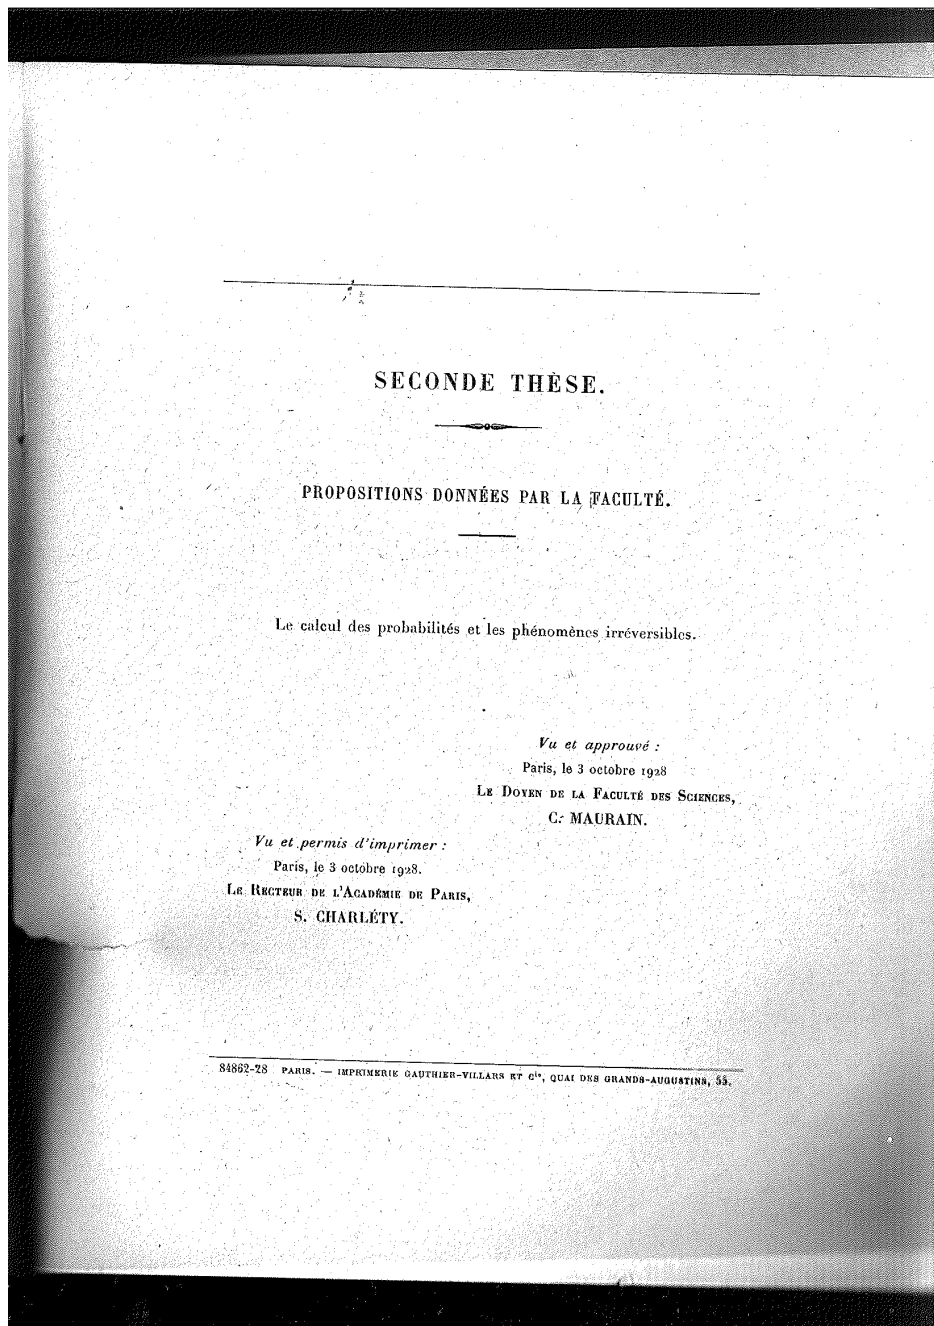 SECONDE THÈSE.
PROPOSITIONS DONNÉES PAR LA FACULTÉ.
Le calcul des probabilités et les phénomènes irréversibles.
Vu et approuvé :
Paris, le 3 octobre 1928
LE DOYEN DE LA FACULTÉ DES SCIENCES,
C. MAURAIN.
Vu et permis d'imprimer :
Paris, le 3 octobre 1928.
LE RECTEUR DE L'ACADÉMIE DE PARIS,
S. CHARLÉTY.
84862-28 PARIS. — IMPRIMERIE GAUTHIER-VILLARS ET Cie, QUAI DES GRANDS-AUGUSTINS, 55.